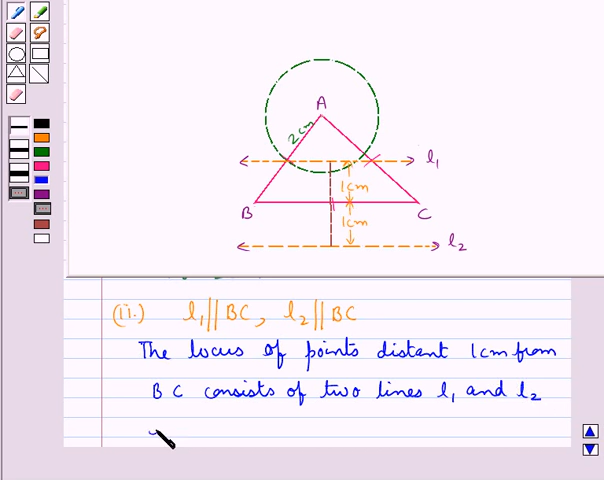 A
2cm
l₁
1cm
B
C
1cm
l₂
(ii.) l₁ || BC, l₂ || BC
The locus of points distant 1cm from
BC consists of two lines l₁ and l₂